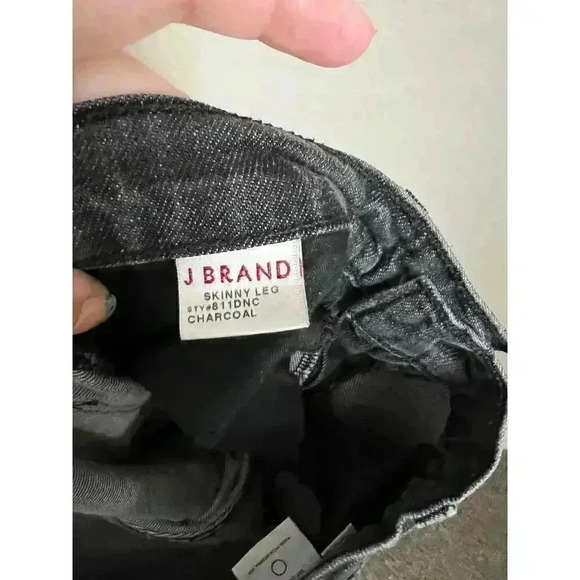 J BRAND
SKINNY LEG
STY#811DNC
CHARCOAL